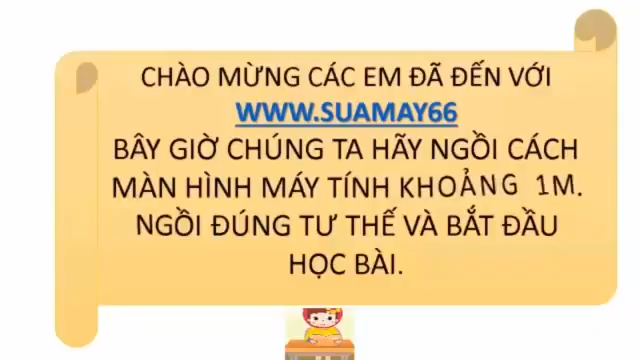 CHÀO MỪNG CÁC EM ĐÃ ĐẾN VỚI
WWW.SUAMAY66
BÂY GIỜ CHÚNG TA HÃY NGỒI CÁCH
MÀN HÌNH MÁY TÍNH KHOẢNG 1M.
NGỒI ĐÚNG TƯ THẾ VÀ BẮT ĐẦU
HỌC BÀI.